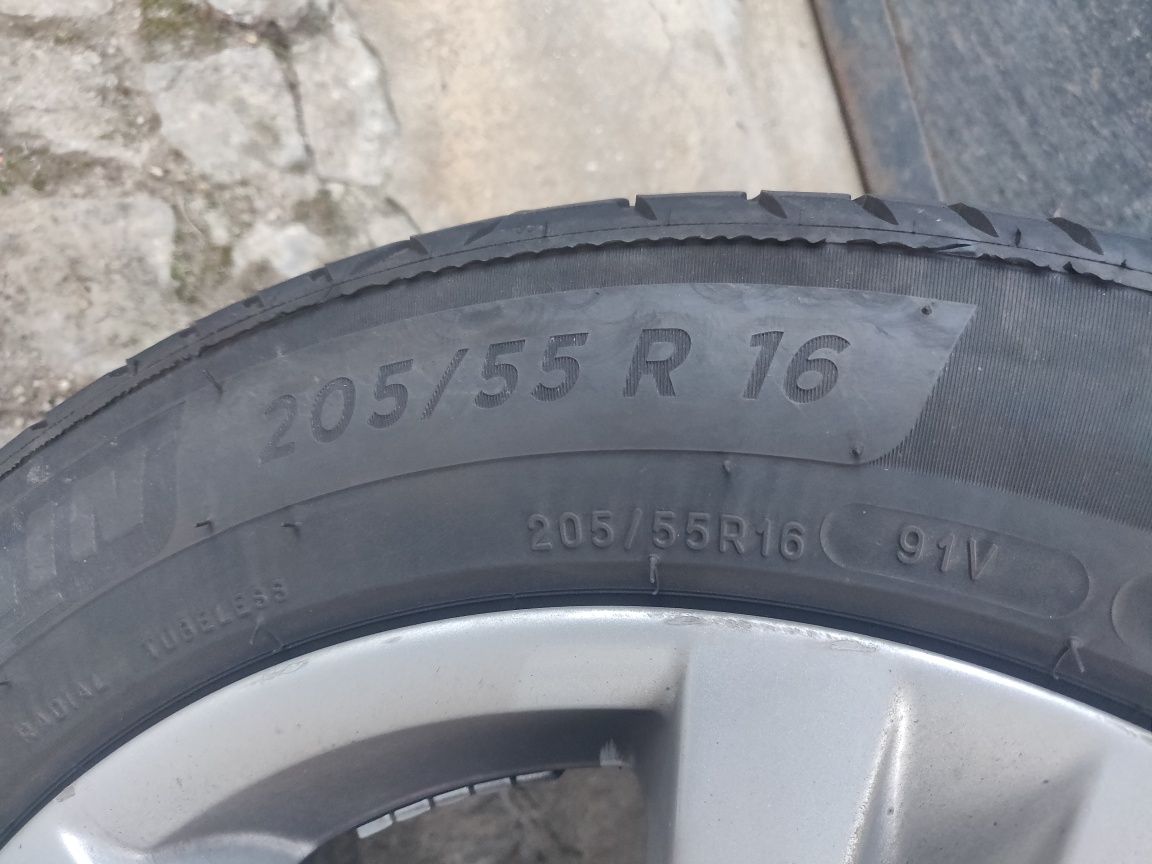 205/55 R 16
205/55R16 91V
RADIAL TUBELESS